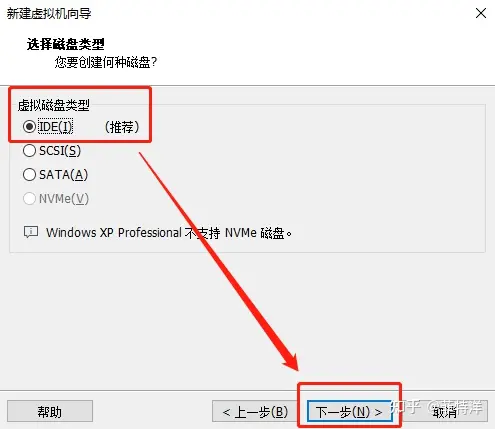 新建虚拟机向导
选择磁盘类型
您要创建何种磁盘?
虚拟磁盘类型
IDE(I) (推荐)
SCSI(S)
SATA(A)
NVMe(V)
Windows XP Professional 不支持 NVMe 磁盘。
帮助 < 上一步(B) 下一步(N) > 取消
知乎